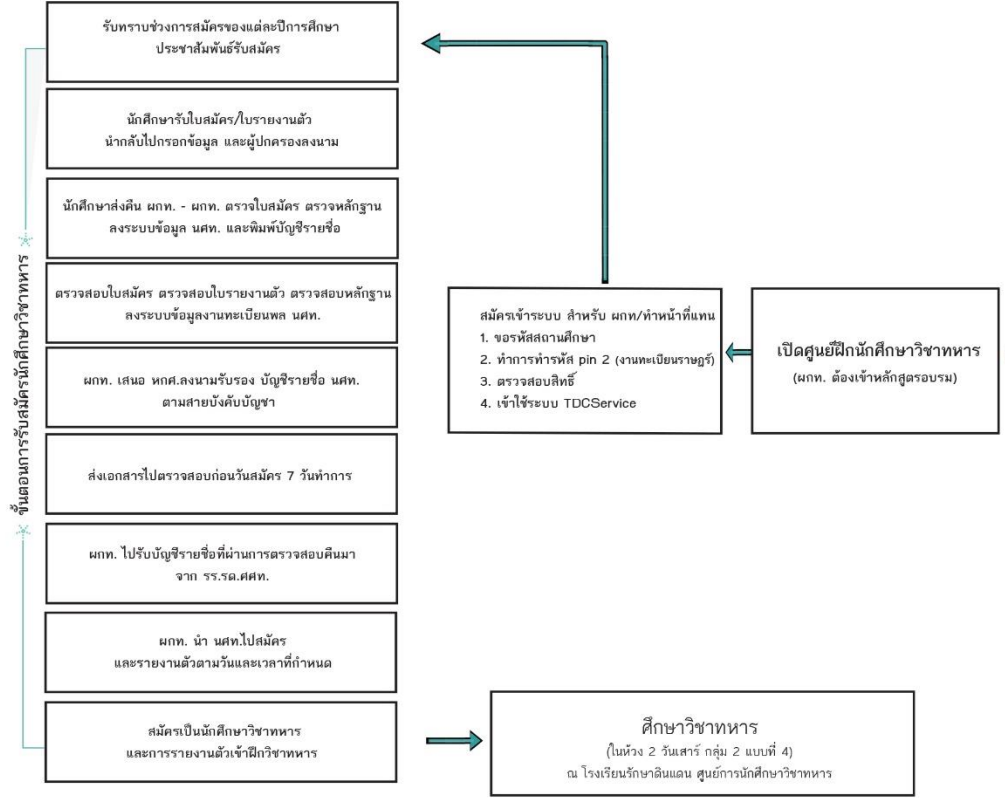 รับทราบช่วงการสมัครของแต่ละปีการศึกษา
ประชาสัมพันธ์รับสมัคร
นักศึกษารับใบสมัคร/ใบรายงานตัว
นำกลับไปกรอกข้อมูล และผู้ปกครองลงนาม
นักศึกษาส่งคืน ผกท. - ผกท. ตรวจใบสมัคร ตรวจหลักฐาน
ลงระบบข้อมูล นศท. และพิมพ์บัญชีรายชื่อ
ตรวจสอบใบสมัคร ตรวจสอบใบรายงานตัว ตรวจสอบหลักฐาน
ลงระบบข้อมูลงานทะเบียนพล นศท.
ผกท. เสนอ หกศ.ลงนามรับรอง บัญชีรายชื่อ นศท.
ตามสายบังคับบัญชา
ส่งเอกสารไปตรวจสอบก่อนวันสมัคร 7 วันทำการ
ผกท. ไปรับบัญชีรายชื่อที่ผ่านการตรวจสอบคืนมา
จาก รร.รด.ศศท.
ผกท. นำ นศท.ไปสมัคร
และรายงานตัวตามวันและเวลาที่กำหนด
สมัครเป็นนักศึกษาวิชาทหาร
และการรายงานตัวเข้าฝึกวิชาทหาร
ขั้นตอนการรับสมัครนักศึกษาวิชาทหาร
สมัครเข้าระบบ สำหรับ ผกท/ทำหน้าที่แทน
1. ขอรหัสสถานศึกษา
2. ทำการทำรหัส pin 2 (งานทะเบียนราษฎร์)
3. ตรวจสอบสิทธิ์
4. เข้าใช้ระบบ TDCService
เปิดศูนย์ฝึกนักศึกษาวิชาทหาร
(ผกท. ต้องเข้าหลักสูตรอบรม)
ศึกษาวิชาทหาร
(ในห้วง 2 วันเสาร์ กลุ่ม 2 แบบที่ 4)
ณ โรงเรียนรักษาดินแดน ศูนย์การนักศึกษาวิชาทหาร